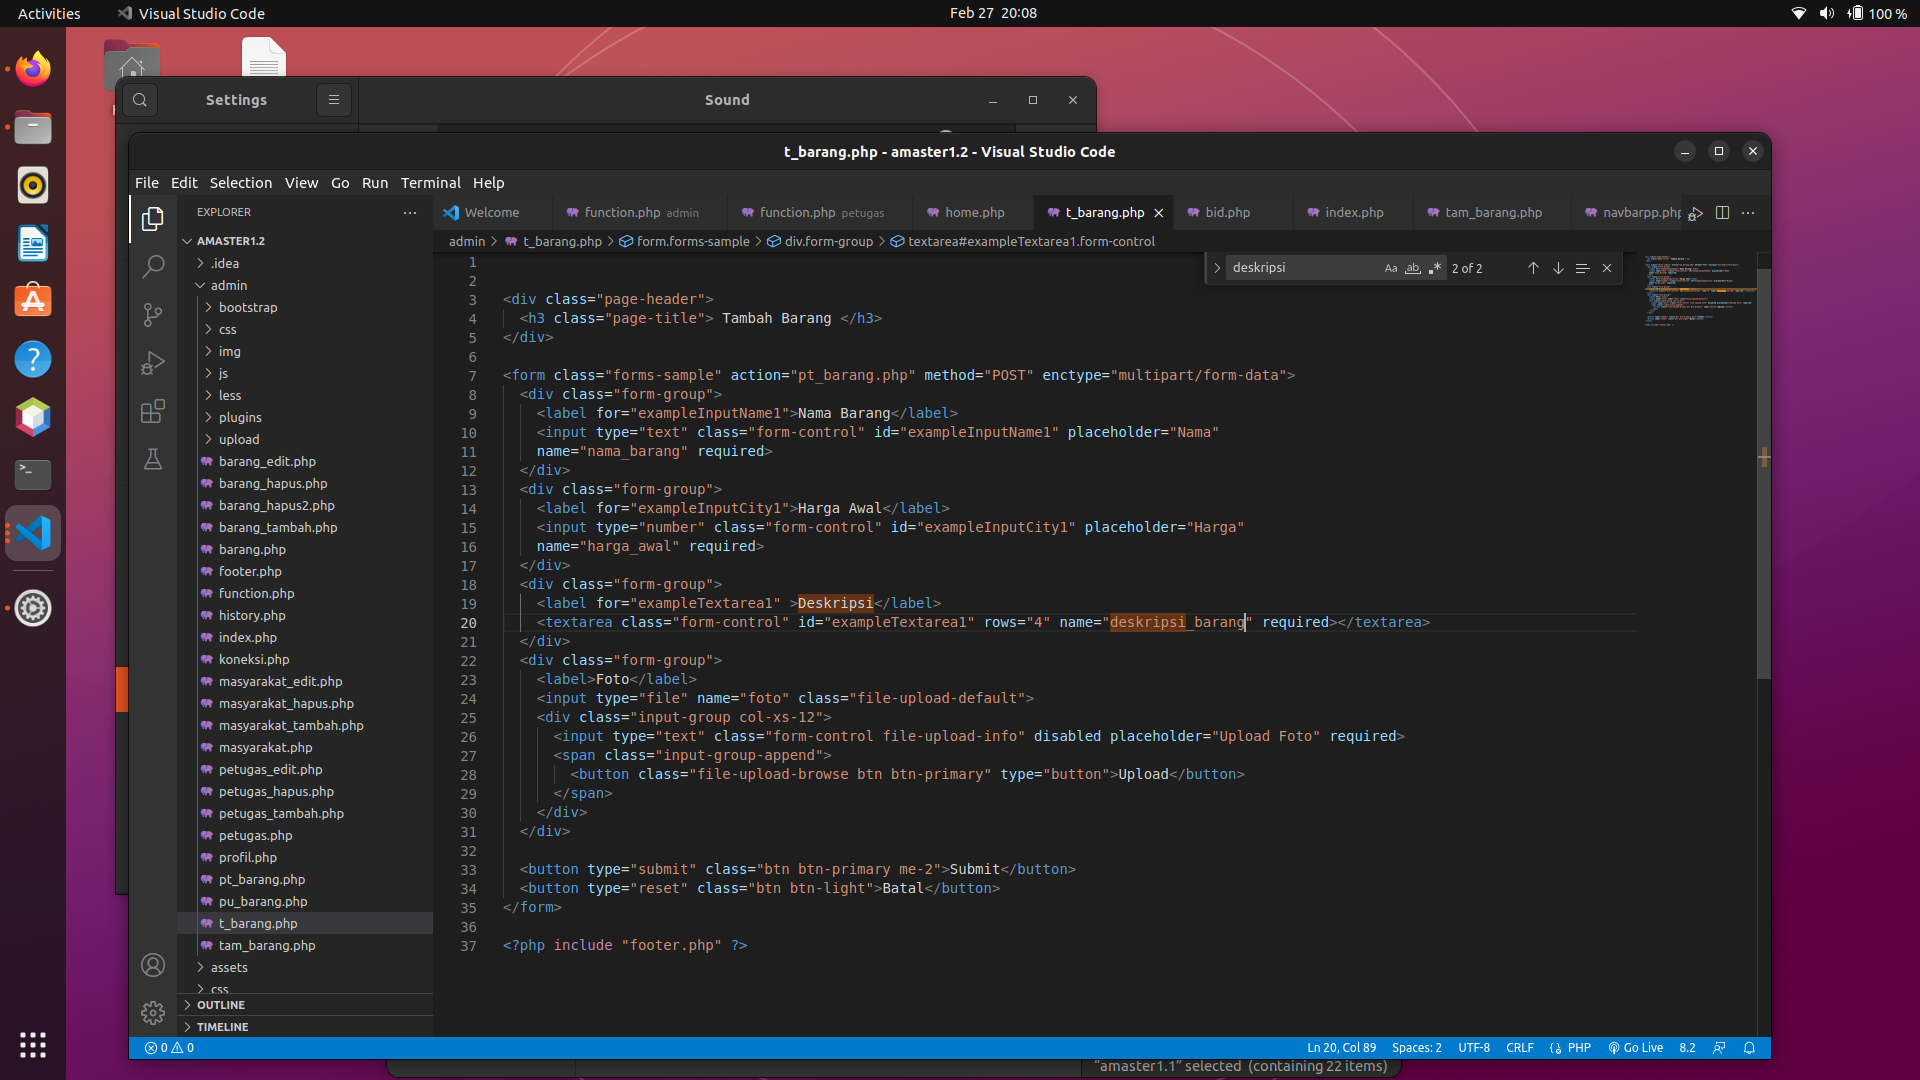 Activities
Visual Studio Code
Feb 27 20:08
100 %
Settings
Sound
t_barang.php - amaster1.2 - Visual Studio Code
File Edit Selection View Go Run Terminal Help
EXPLORER
Welcome
function.php admin
function.php petugas
home.php
t_barang.php
bid.php
index.php
tam_barang.php
navbarpp.php
admin > t_barang.php > form.forms-sample > div.form-group > textarea#exampleTextarea1.form-control
deskripsi
Aa
ab
2 of 2
AMASTER1.2
.idea
admin
bootstrap
css
img
js
less
plugins
upload
barang_edit.php
barang_hapus.php
barang_hapus2.php
barang_tambah.php
barang.php
footer.php
function.php
history.php
index.php
koneksi.php
masyarakat_edit.php
masyarakat_hapus.php
masyarakat_tambah.php
masyarakat.php
petugas_edit.php
petugas_hapus.php
petugas_tambah.php
petugas.php
profil.php
pt_barang.php
pu_barang.php
t_barang.php
tam_barang.php
assets
css
OUTLINE
TIMELINE
1
2
3 <div class="page-header">
4 <h3 class="page-title"> Tambah Barang </h3>
5 </div>
6
7 <form class="forms-sample" action="pt_barang.php" method="POST" enctype="multipart/form-data">
8 <div class="form-group">
9 <label for="exampleInputName1">Nama Barang</label>
10 <input type="text" class="form-control" id="exampleInputName1" placeholder="Nama"
11 name="nama_barang" required>
12 </div>
13 <div class="form-group">
14 <label for="exampleInputCity1">Harga Awal</label>
15 <input type="number" class="form-control" id="exampleInputCity1" placeholder="Harga"
16 name="harga_awal" required>
17 </div>
18 <div class="form-group">
19 <label for="exampleTextarea1" >Deskripsi</label>
20 <textarea class="form-control" id="exampleTextarea1" rows="4" name="deskripsi_barang" required></textarea>
21 </div>
22 <div class="form-group">
23 <label>Foto</label>
24 <input type="file" name="foto" class="file-upload-default">
25 <div class="input-group col-xs-12">
26 <input type="text" class="form-control file-upload-info" disabled placeholder="Upload Foto" required>
27 <span class="input-group-append">
28 <button class="file-upload-browse btn btn-primary" type="button">Upload</button>
29 </span>
30 </div>
31 </div>
32
33 <button type="submit" class="btn btn-primary me-2">Submit</button>
34 <button type="reset" class="btn btn-light">Batal</button>
35 </form>
36
37 <?php include "footer.php" ?>
0 0
Ln 20, Col 89
Spaces: 2
UTF-8
CRLF
PHP
Go Live
8.2
"amaster1.1" selected (containing 22 items)